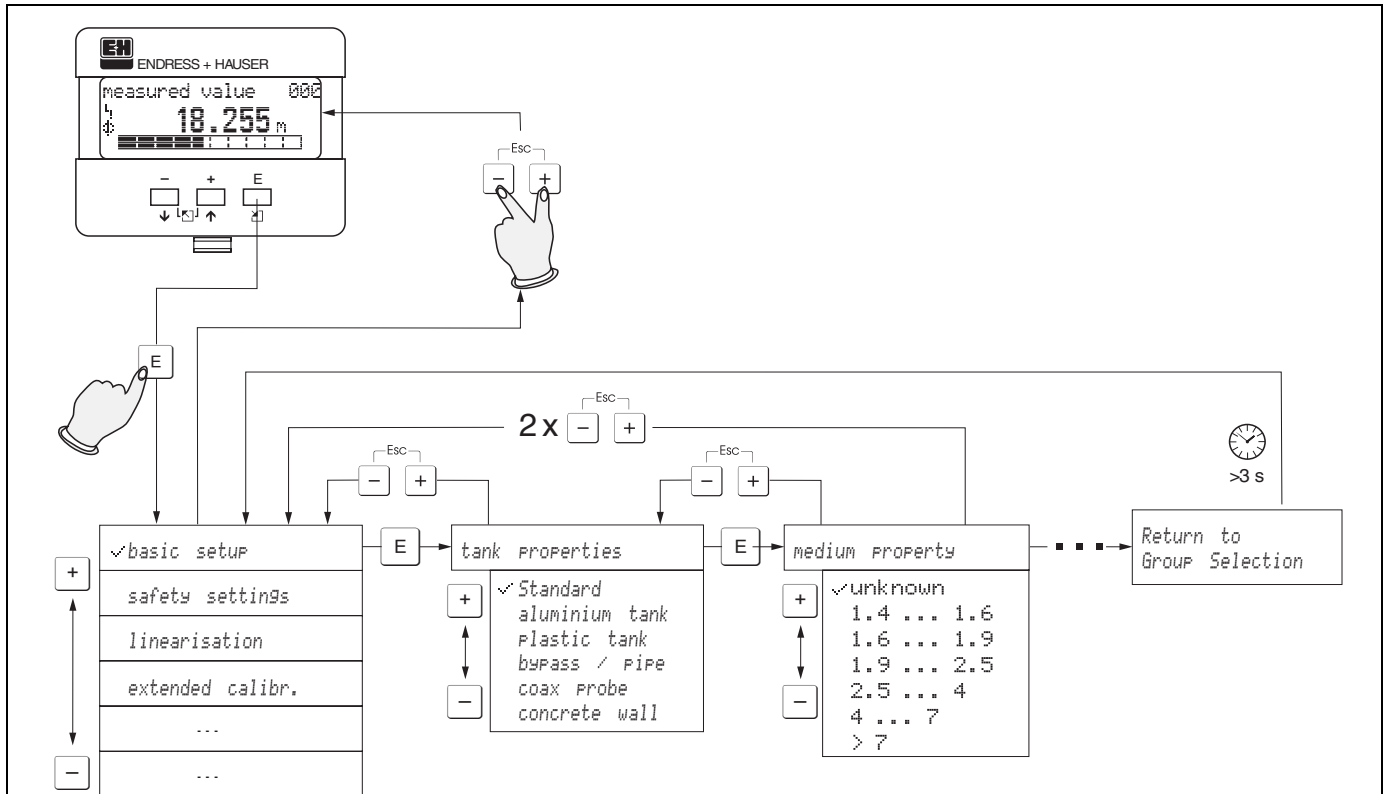 EH
ENDRESS + HAUSER
measured value 000
18.255 m
- + E
Esc
- +
E
2x - +
Esc
Esc
- +
Esc
- +
>3 s
✓basic setup
E
tank properties
E
medium property
Return to
Group Selection
+
safety settings
linearisation
extended calibr.
...
...
-
+
✓Standard
aluminium tank
plastic tank
bypass / pipe
coax probe
concrete wall
-
+
✓unknown
1.4 ... 1.6
1.6 ... 1.9
1.9 ... 2.5
2.5 ... 4
4 ... 7
> 7
-